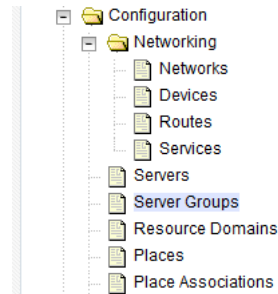 Configuration
Networking
Networks
Devices
Routes
Services
Servers
Server Groups
Resource Domains
Places
Place Associations